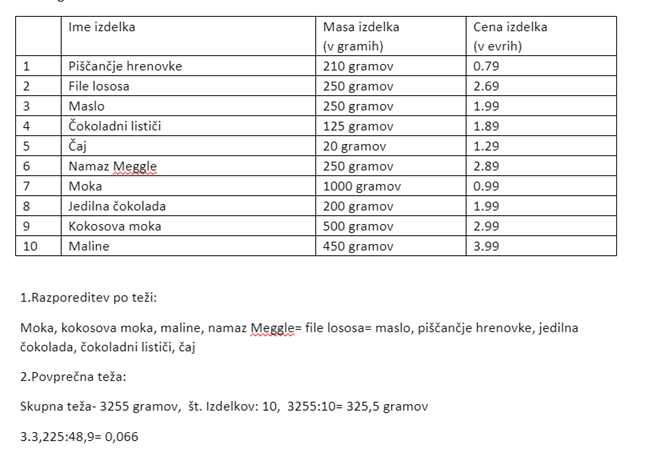 Ime izdelka Masa izdelka Cena izdelka
(v gramih) (v evrih)
1 Piščančje hrenovke 210 gramov 0.79
2 File lososa 250 gramov 2.69
3 Maslo 250 gramov 1.99
4 Čokoladni lističi 125 gramov 1.89
5 Čaj 20 gramov 1.29
6 Namaz Meggle 250 gramov 2.89
7 Moka 1000 gramov 0.99
8 Jedilna čokolada 200 gramov 1.99
9 Kokosova moka 500 gramov 2.99
10 Maline 450 gramov 3.99
1.Razporeditev po teži:
Moka, kokosova moka, maline, namaz Meggle= file lososa= maslo, piščančje hrenovke, jedilna
čokolada, čokoladni lističi, čaj
2.Povprečna teža:
Skupna teža- 3255 gramov, št. Izdelkov: 10, 3255:10= 325,5 gramov
3.3,225:48,9= 0,066